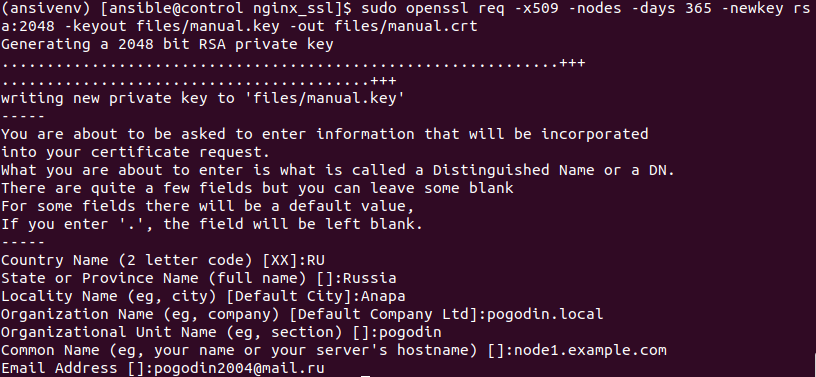 (ansivenv) [ansible@control nginx_ssl]$ sudo openssl req -x509 -nodes -days 365 -newkey rs
a:2048 -keyout files/manual.key -out files/manual.crt
Generating a 2048 bit RSA private key
.............................................................+++
........................................+++
writing new private key to 'files/manual.key'
-----
You are about to be asked to enter information that will be incorporated
into your certificate request.
What you are about to enter is what is called a Distinguished Name or a DN.
There are quite a few fields but you can leave some blank
For some fields there will be a default value,
If you enter '.', the field will be left blank.
-----
Country Name (2 letter code) [XX]:RU
State or Province Name (full name) []:Russia
Locality Name (eg, city) [Default City]:Anapa
Organization Name (eg, company) [Default Company Ltd]:pogodin.local
Organizational Unit Name (eg, section) []:pogodin
Common Name (eg, your name or your server's hostname) []:node1.example.com
Email Address []:pogodin2004@mail.ru